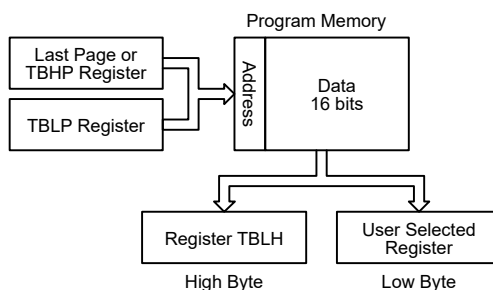 Program Memory
Last Page or
TBHP Register
TBLP Register
Address
Data
16 bits
Register TBLH
User Selected
Register
High Byte
Low Byte